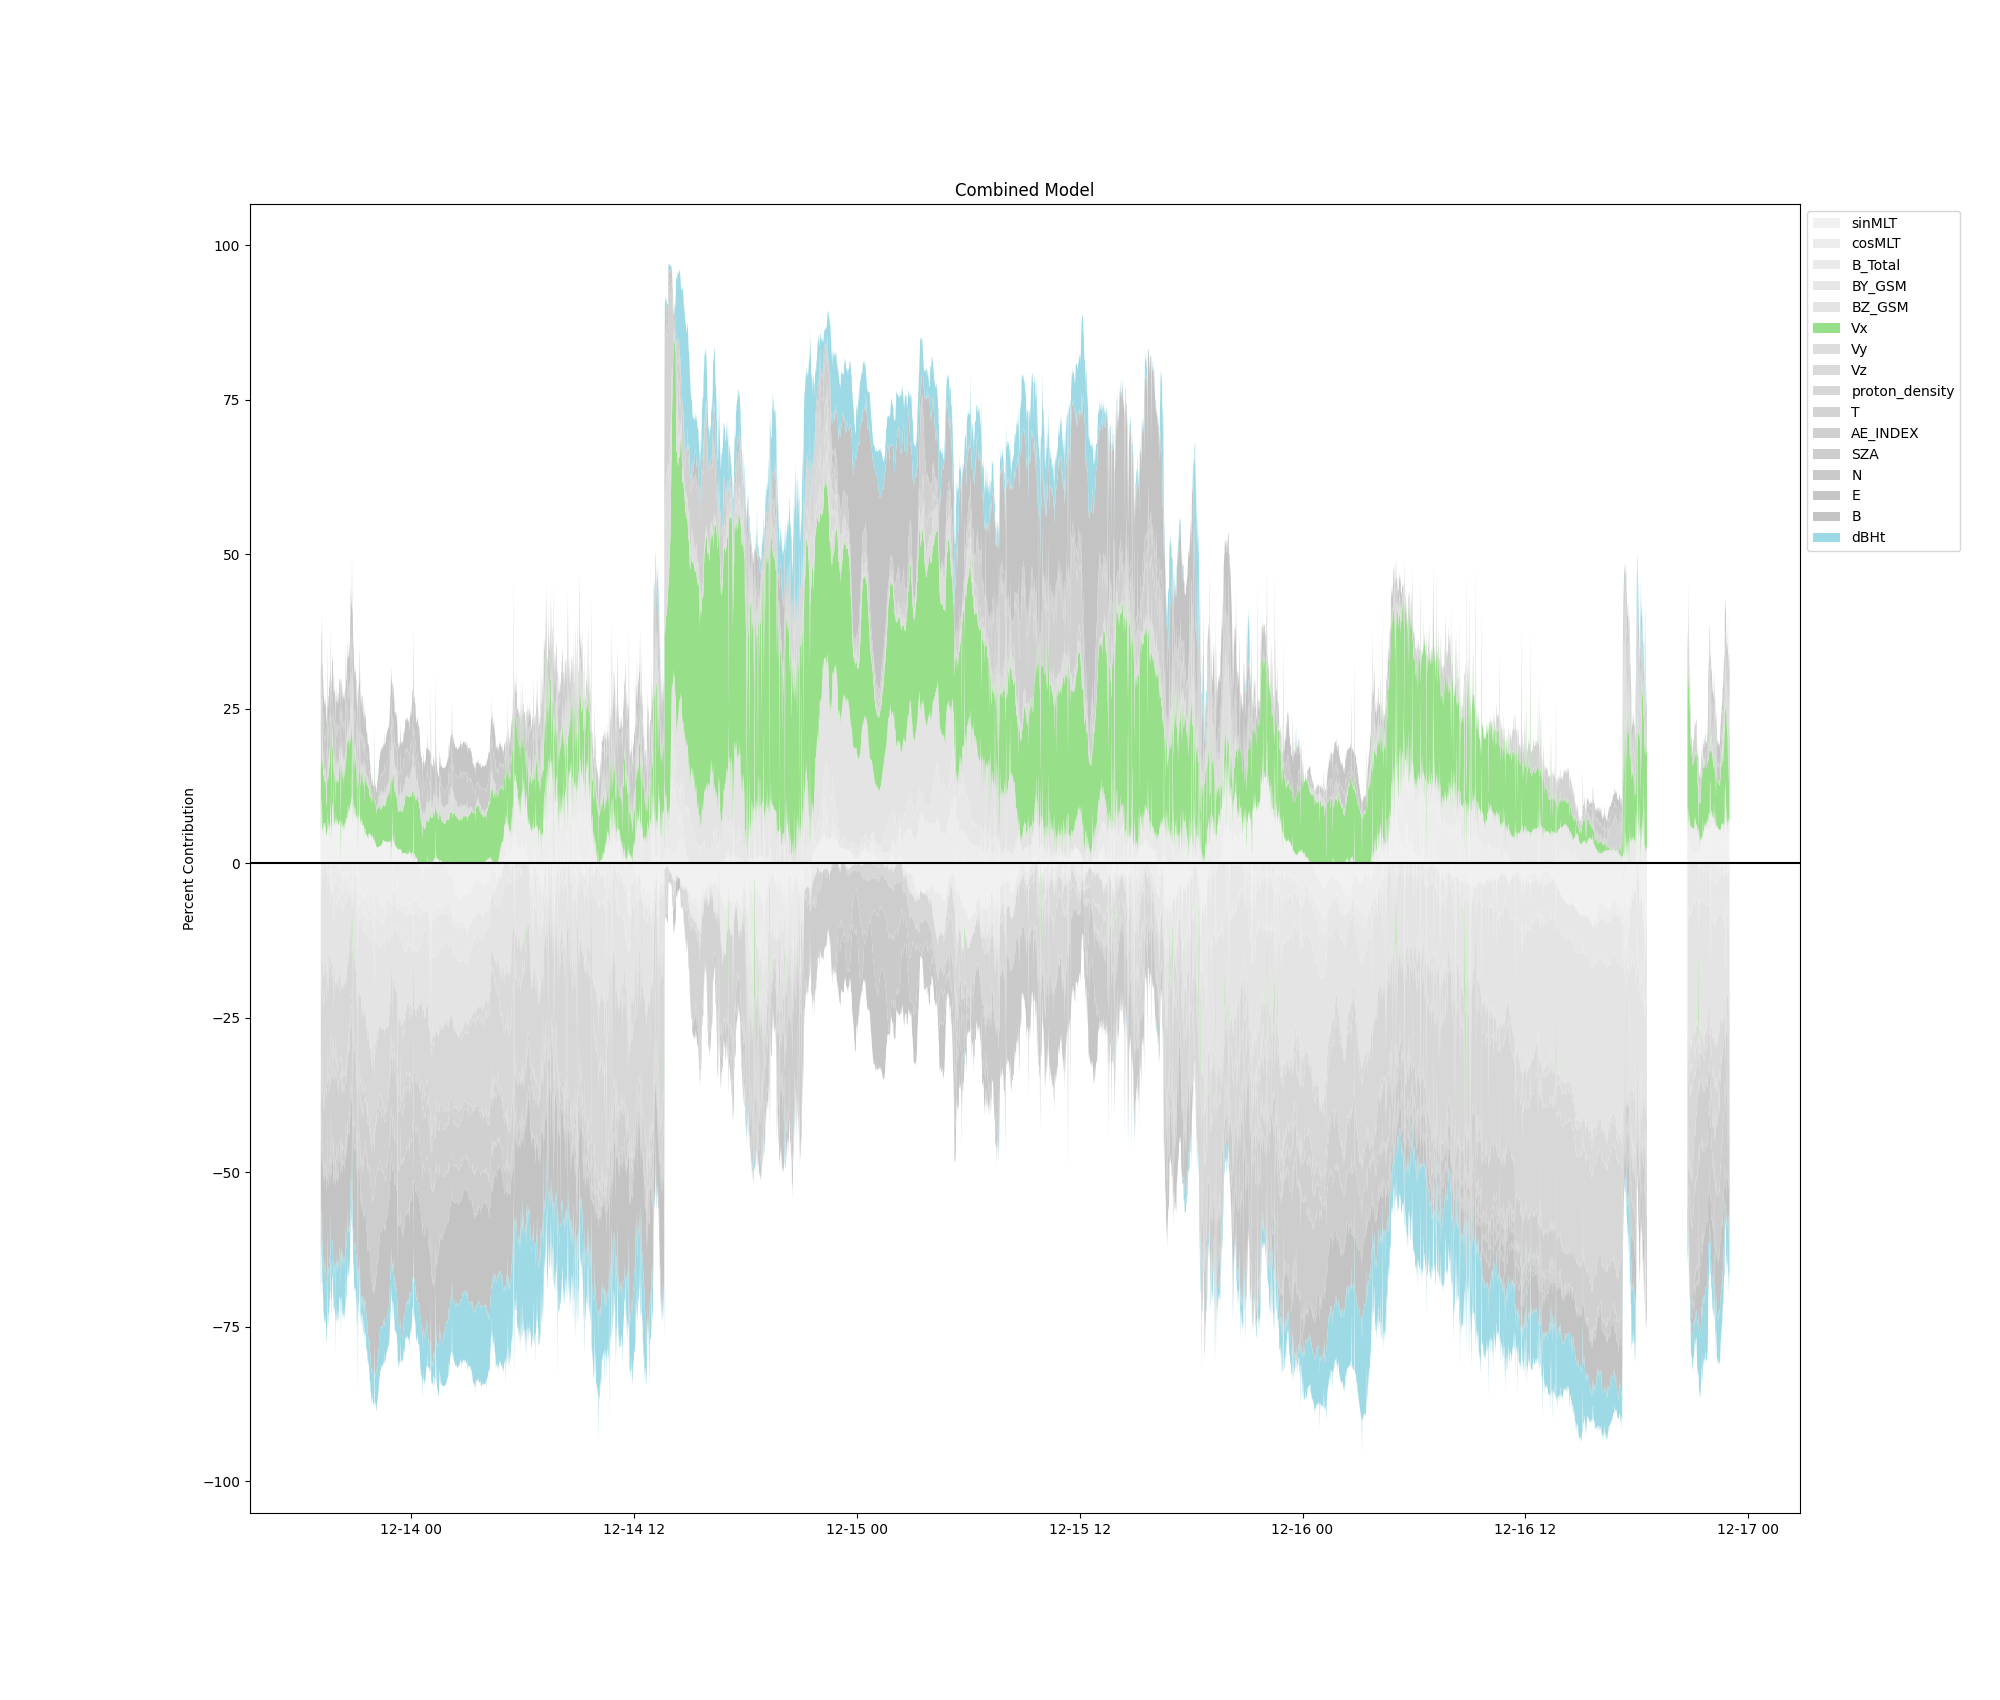 Combined Model
100
75
50
25
0
−25
−50
−75
−100
Percent Contribution
12-14 00
12-14 12
12-15 00
12-15 12
12-16 00
12-16 12
12-17 00
sinMLT
cosMLT
B_Total
BY_GSM
BZ_GSM
Vx
Vy
Vz
proton_density
T
AE_INDEX
SZA
N
E
B
dBHt